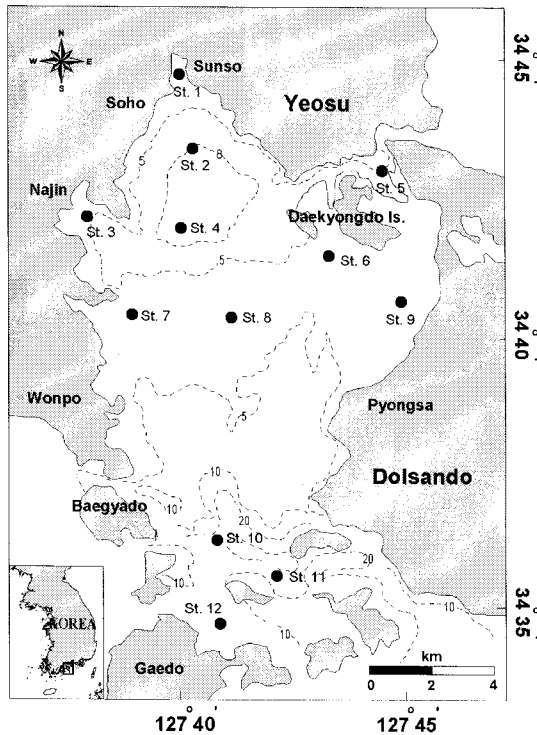 N
W E
S
Sunso
St. 1
Soho
Yeosu
34° 45'
5
8
St. 2
St. 5
Najin
Daekyongdo Is.
St. 3
St. 4
5
St. 6
St. 7
St. 8
St. 9
34° 40'
Wonpo
5
Pyongsa
Dolsando
10
10
Baegyado
10
20
St. 10
20
St. 11
10
10
St. 12
10
34° 35'
KOREA
Gaedo
km
0 2 4
127° 40' 127° 45'